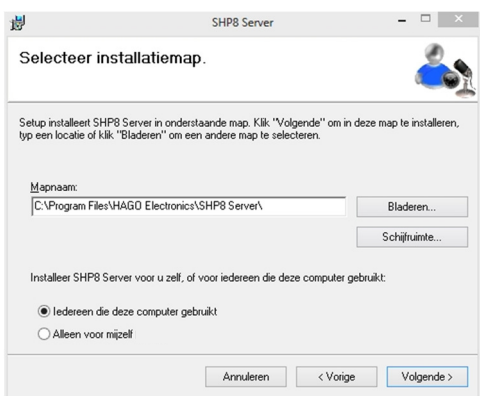 SHP8 Server
Selecteer installatiemap.
Setup installeert SHP8 Server in onderstaande map. Klik "Volgende" om in deze map te installeren,
typ een locatie of klik "Bladeren" om een andere map te selecteren.
Mapnaam:
C:\Program Files\HAGO Electronics\SHP8 Server\
Bladeren...
Schijfruimte...
Installeer SHP8 Server voor u zelf, of voor iedereen die deze computer gebruikt:
Iedereen die deze computer gebruikt
Alleen voor mijzelf
Annuleren
< Vorige
Volgende >